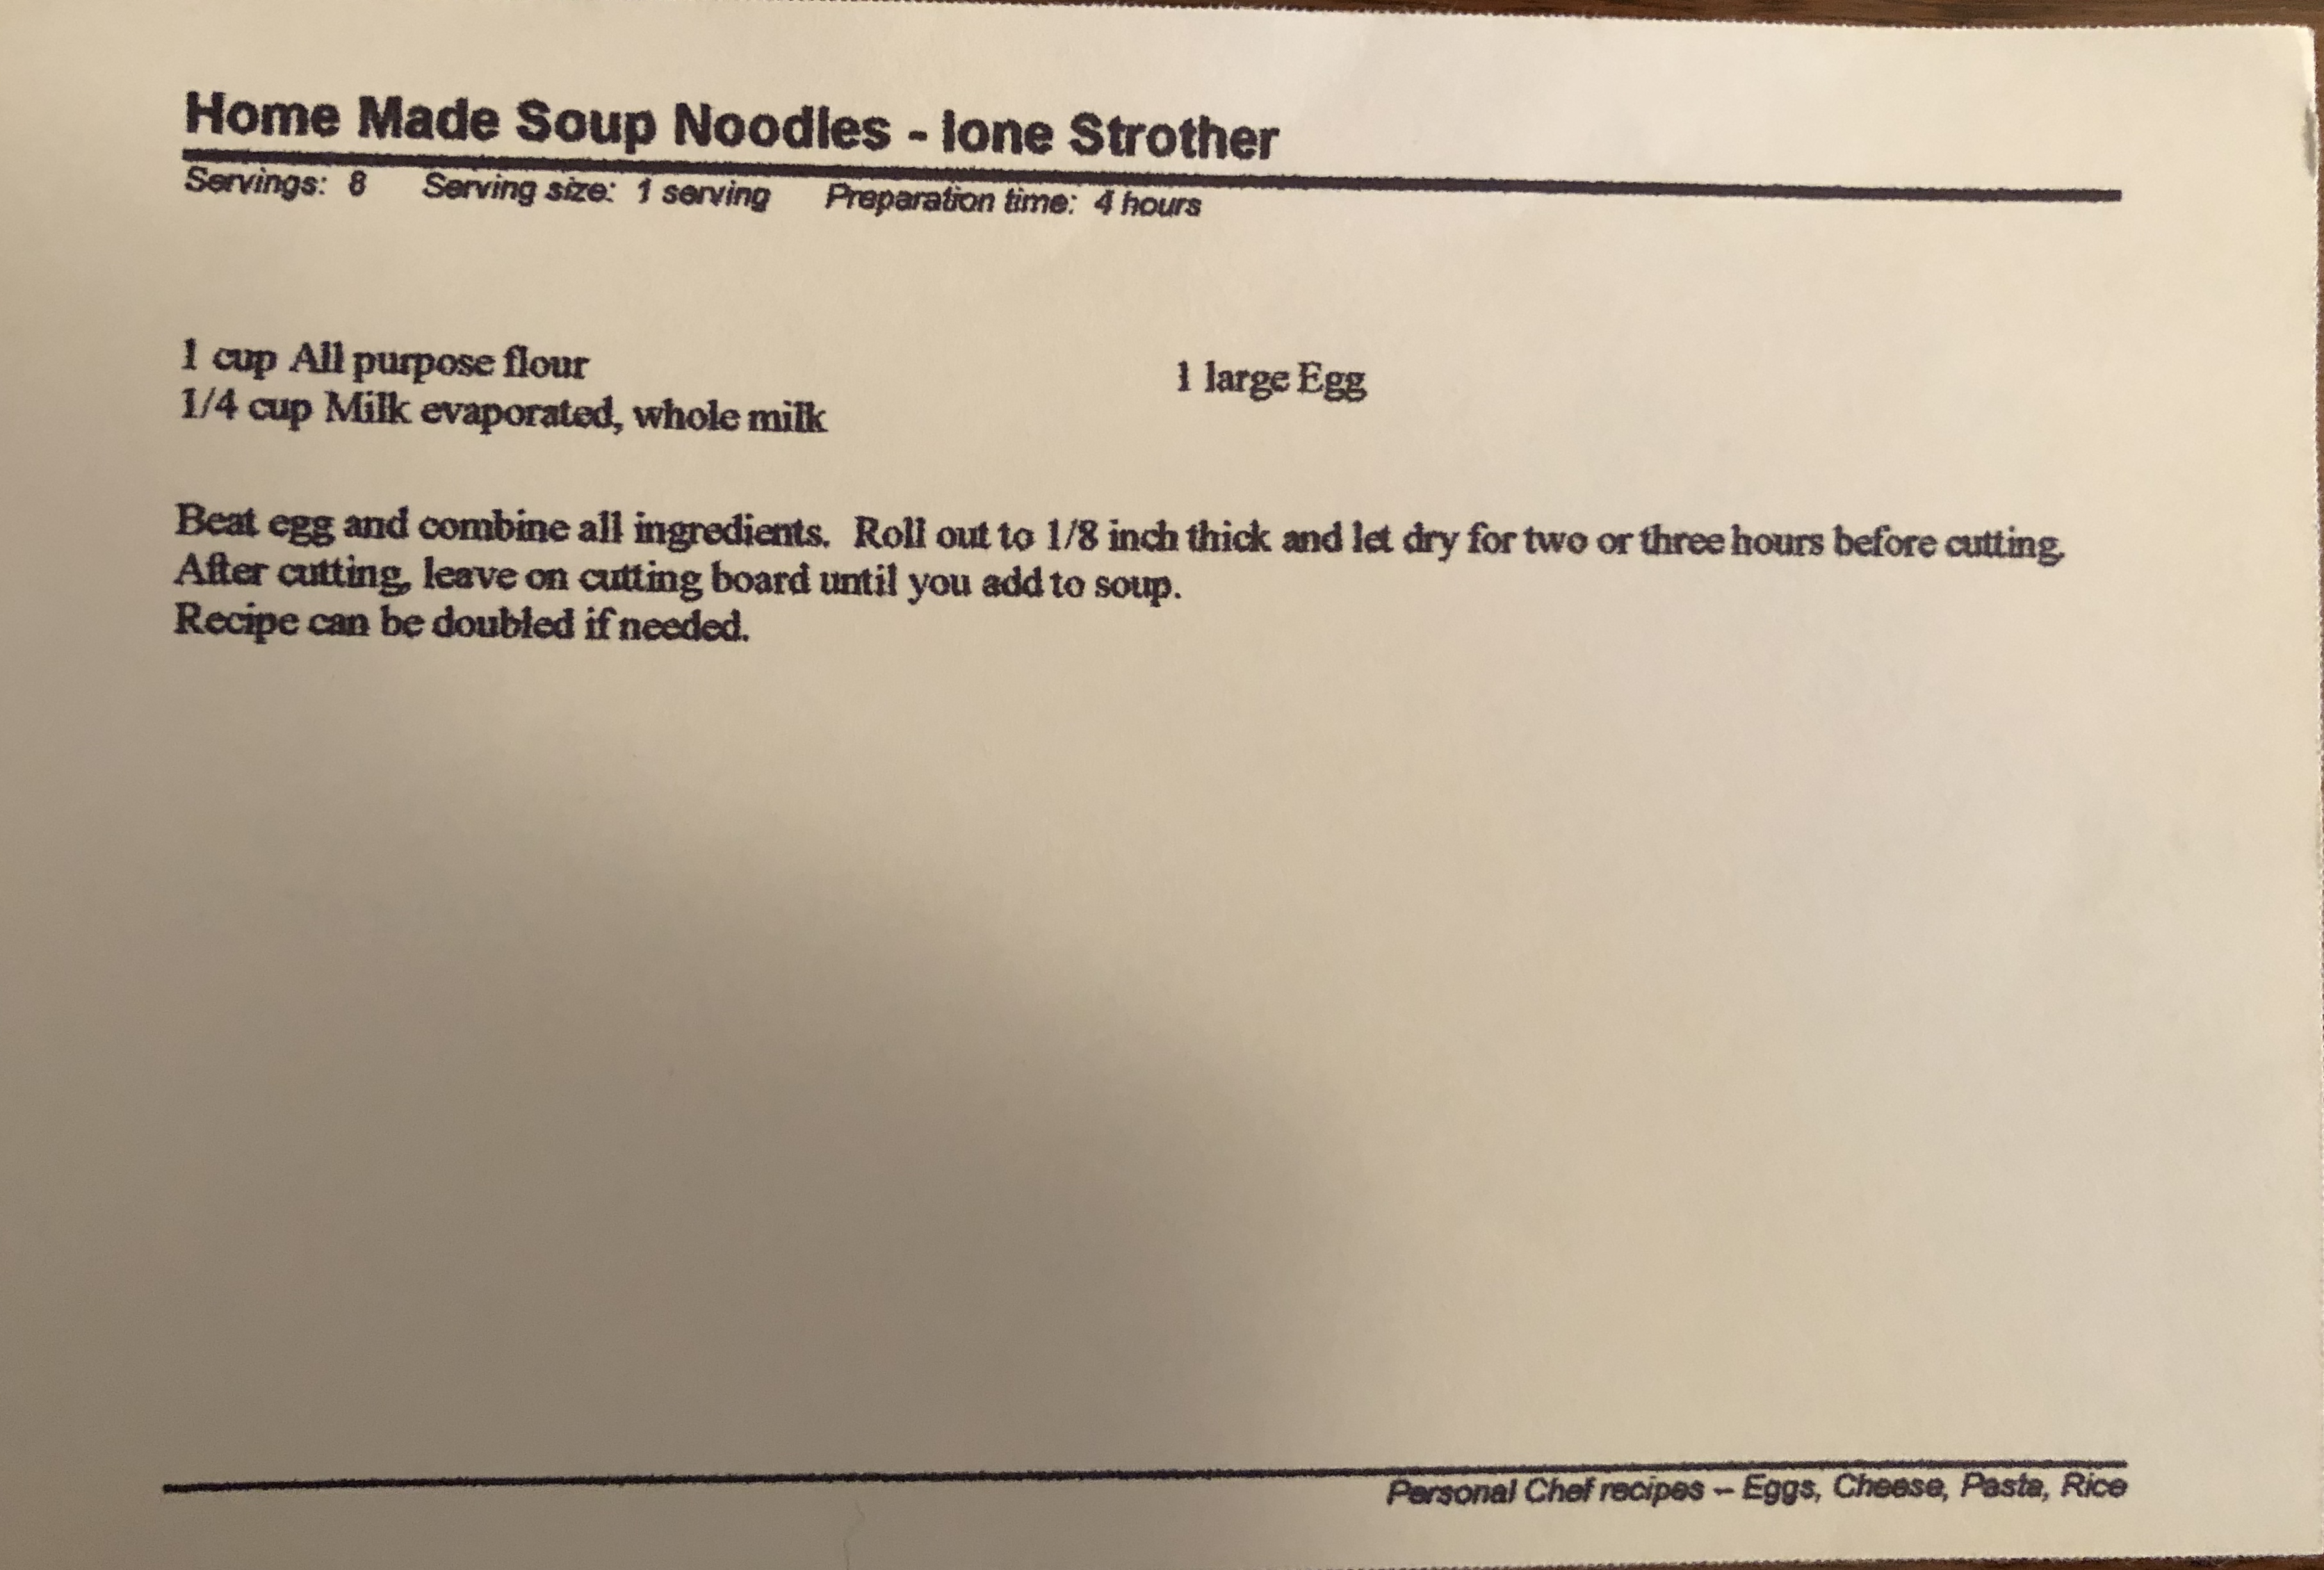 Home Made Soup Noodles - Ione Strother
Servings: 8 Serving size: 1 serving Preparation time: 4 hours
1 cup All purpose flour
1 large Egg
1/4 cup Milk evaporated, whole milk
Beat egg and combine all ingredients. Roll out to 1/8 inch thick and let dry for two or three hours before cutting.
After cutting, leave on cutting board until you add to soup.
Recipe can be doubled if needed.
Personal Chef recipes – Eggs, Cheese, Pasta, Rice